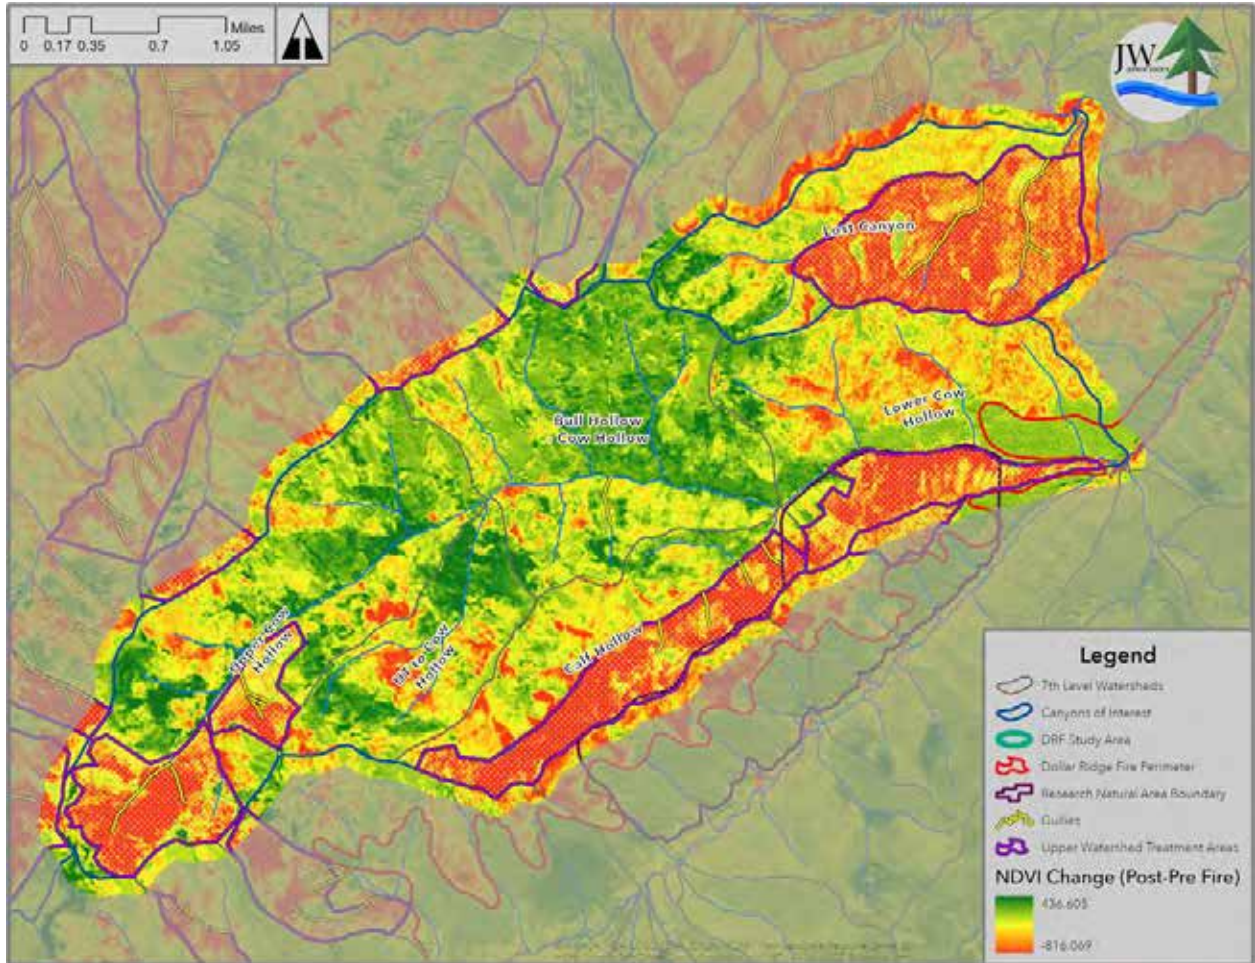 Miles
0 0.17 0.35 0.7 1.05
JW
Lost Canyon
Lower Cow
Hollow
Bull Hollow
Cow Hollow
Upper Cow
Hollow
UT to Cow
Hollow
Calf Hollow
Legend
7th Level Watersheds
Canyons of Interest
DRF Study Area
Dollar Ridge Fire Perimeter
Research Natural Area Boundary
Gullies
Upper Watershed Treatment Areas
NDVI Change (Post-Pre Fire)
436.605
-816.069